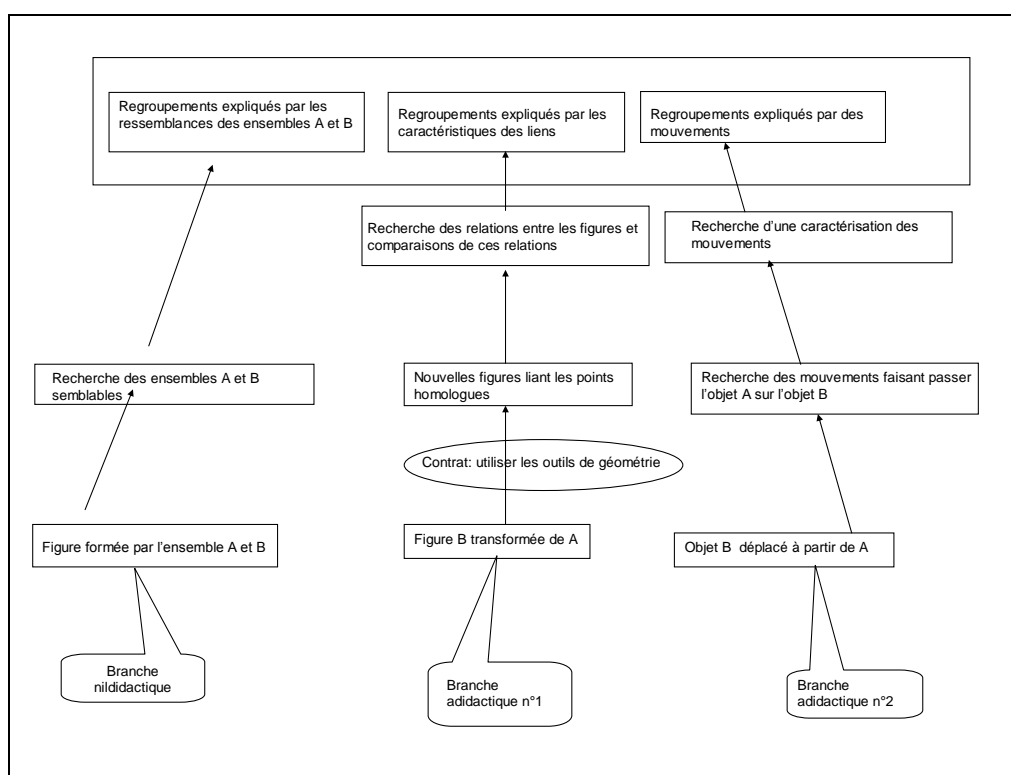 Regroupements expliqués par les
ressemblances des ensembles A et B
Regroupements expliqués par les
caractéristiques des liens
Regroupements expliqués par des
mouvements
Recherche des relations entre les figures et
comparaisons de ces relations
Recherche d'une caractérisation des
mouvements
Recherche des ensembles A et B
semblables
Nouvelles figures liant les points
homologues
Recherche des mouvements faisant passer
l'objet A sur l'objet B
Contrat: utiliser les outils de géométrie
Figure formée par l'ensemble A et B
Figure B transformée de A
Objet B déplacé à partir de A
Branche
nildidactique
Branche
adidactique n°1
Branche
adidactique n°2